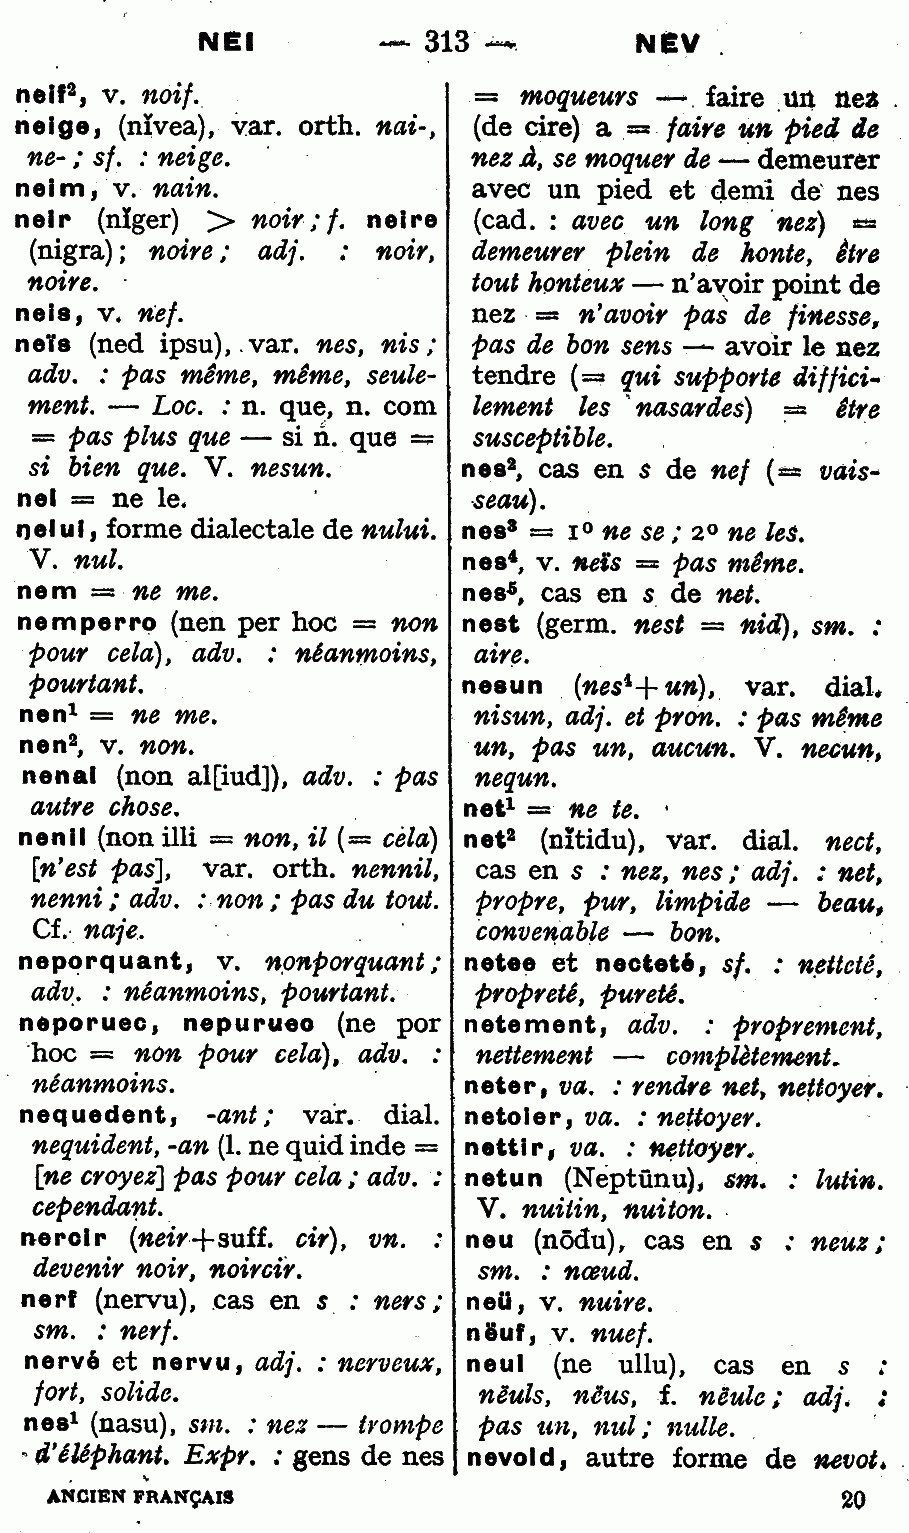 NEI — 313 — NEV
neif², v. noif.
neige, (nĭvea), var. orth. nai-,
ne- ; sf. : neige.
neim, v. nain.
neir (nĭger) > noir ; f. neire
(nigra) ; noire ; adj. : noir,
noire.
neis, v. nef.
neïs (ned ipsu), var. nes, nis ;
adv. : pas même, même, seule-
ment. — Loc. : n. que, n. com
= pas plus que — si n. que =
si bien que. V. nesun.
nel = ne le.
nelui, forme dialectale de nului.
V. nul.
nem = ne me.
nemperro (nen per hoc = non
pour cela), adv. : néanmoins,
pourtant.
nen¹ = ne me.
nen², v. non.
nenal (non al[iud]), adv. : pas
autre chose.
nenil (non illi = non, il (= cela)
[n'est pas], var. orth. nennil,
nenni ; adv. : non ; pas du tout.
Cf. naje.
neporquant, v. nonporquant ;
adv. : néanmoins, pourtant.
neporuec, nepurueo (ne por
hoc = non pour cela), adv. :
néanmoins.
nequedent, -ant ; var. dial.
nequident, -an (l. ne quid inde =
[ne croyez] pas pour cela ; adv. :
cependant.
nercir (neir+suff. cir), vn. :
devenir noir, noircir.
nerf (nervu), cas en s : ners ;
sm. : nerf.
nervé et nervu, adj. : nerveux,
fort, solide.
nes¹ (nasu), sm. : nez — trompe
d'éléphant. Expr. : gens de nes
= moqueurs — faire un nez
(de cire) a = faire un pied de
nez à, se moquer de — demeurer
avec un pied et demi de nes
(cad. : avec un long nez) =
demeurer plein de honte, être
tout honteux — n'avoir point de
nez = n'avoir pas de finesse,
pas de bon sens — avoir le nez
tendre (= qui supporte diffici-
lement les nasardes) = être
susceptible.
nes², cas en s de nef (= vais-
seau).
nes³ = 1º ne se ; 2º ne les.
nes⁴, v. neïs = pas même.
nes⁵, cas en s de net.
nest (germ. nest = nid), sm. :
aire.
nesun (nes⁴+un), var. dial.
nisun, adj. et pron. : pas même
un, pas un, aucun. V. necun,
nequn.
net¹ = ne te.
net² (nĭtidu), var. dial. nect,
cas en s : nez, nes ; adj. : net,
propre, pur, limpide — beau,
convenable — bon.
netee et necteté, sf. : netteté,
propreté, pureté.
netement, adv. : proprement,
nettement — complètement.
neter, va. : rendre net, nettoyer.
netoier, va. : nettoyer.
nettir, va. : nettoyer.
netun (Neptūnu), sm. : lutin.
V. nuitin, nuiton.
neu (nōdu), cas en s : neuz ;
sm. : nœud.
neü, v. nuire.
nëuf, v. nuef.
neul (ne ullu), cas en s :
nëuls, nëus, f. nëule ; adj. :
pas un, nul ; nulle.
nevold, autre forme de nevot.
ANCIEN FRANÇAIS 20